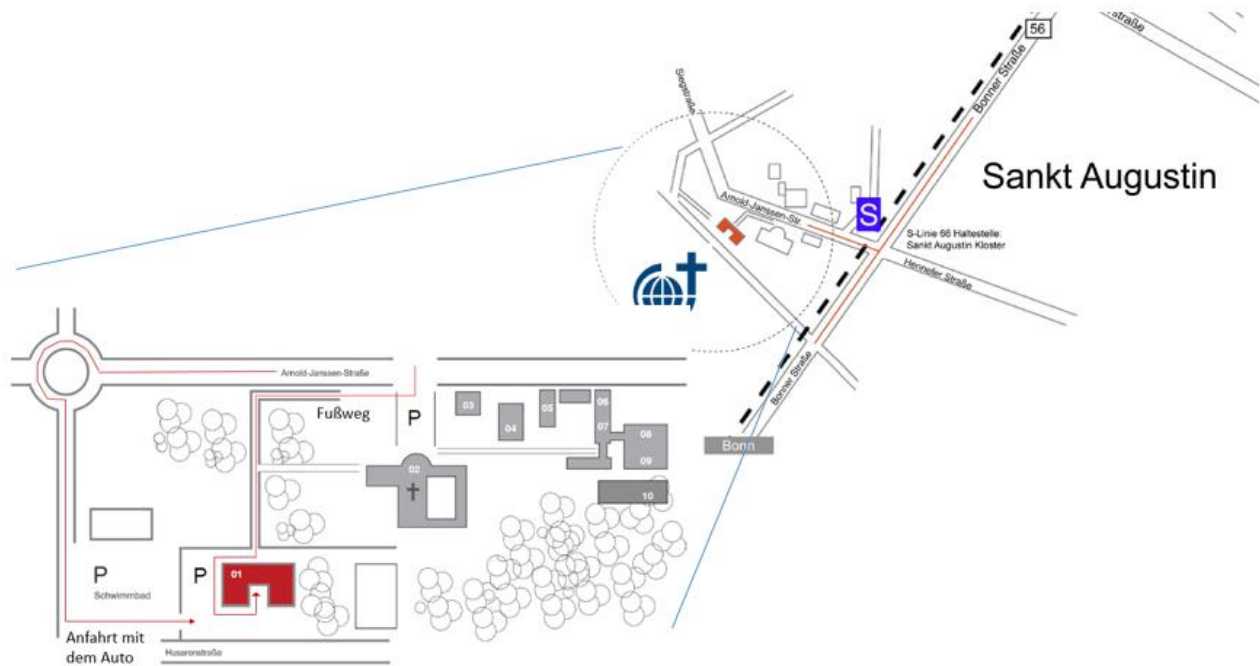 56
straße
Bonner Straße
Siegstraße
Sankt Augustin
Arnold-Janssen-Str.
S
S-Linie 66 Haltestelle:
Sankt Augustin Kloster
Hennefer Straße
Bonner Straße
Bonn
Arnold-Janssen-Straße
Fußweg
P
03
04
05
06
07
08
09
10
02
P
Schwimmbad
P
01
Anfahrt mit
dem Auto
Husarenstraße